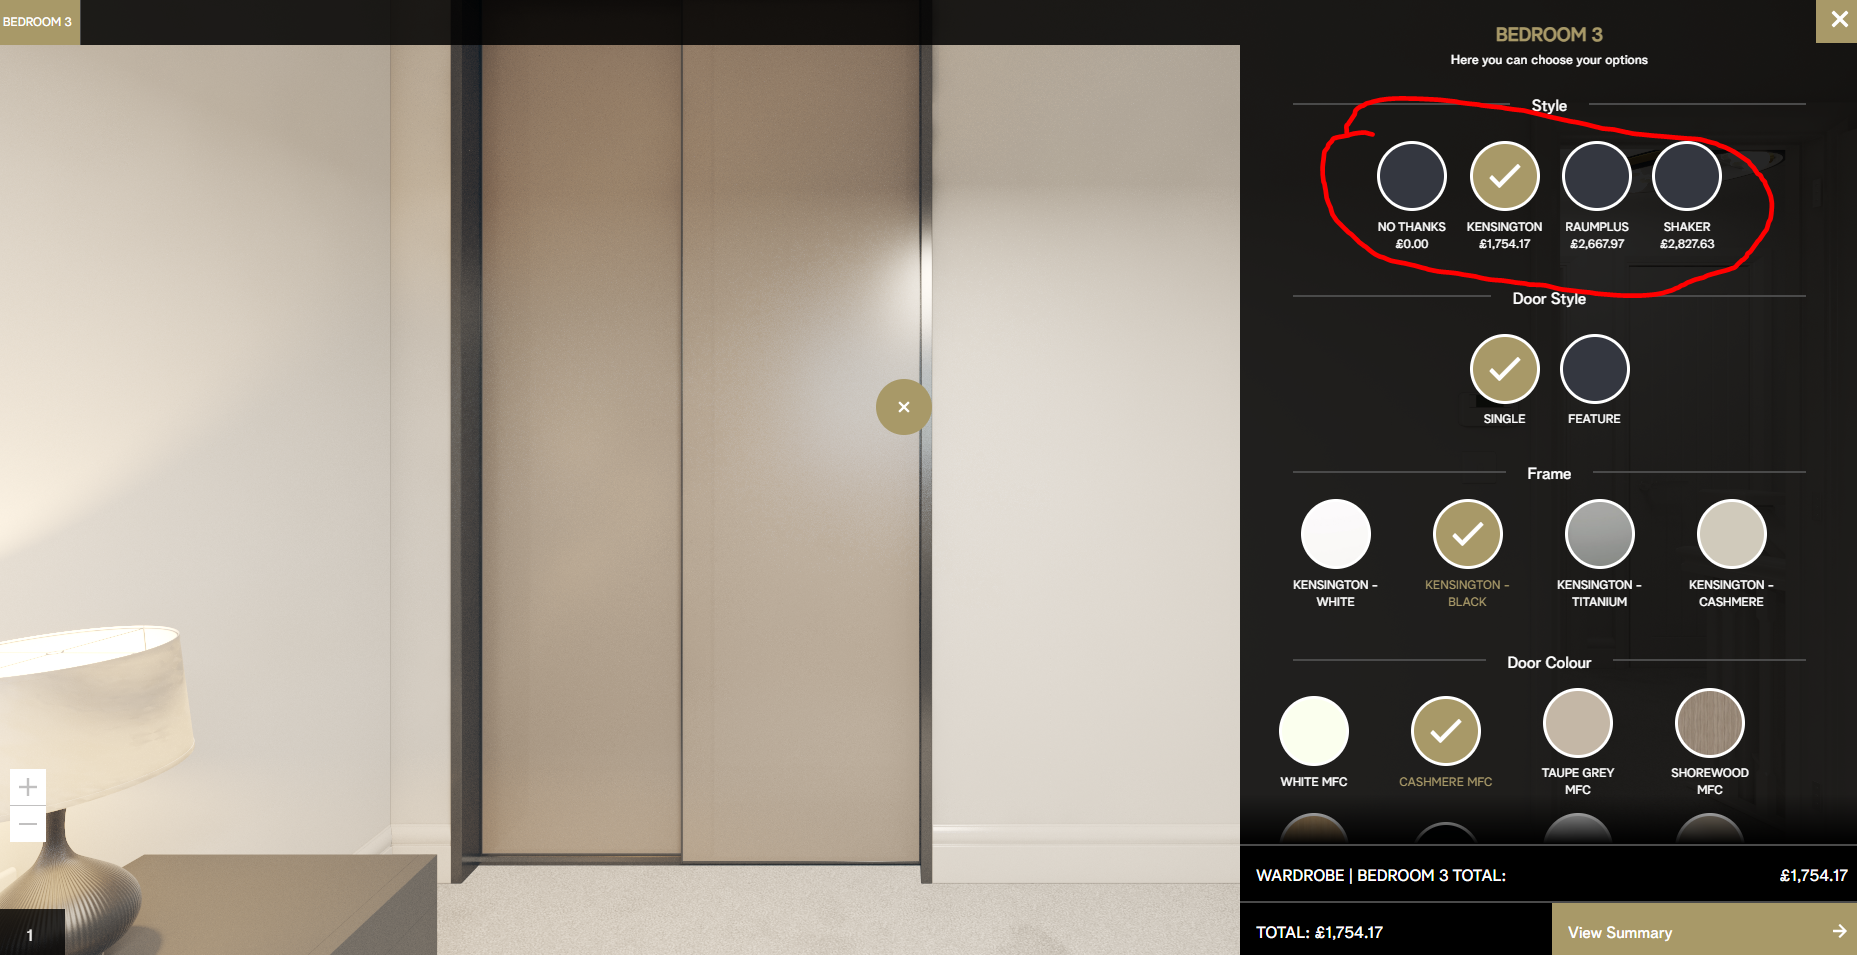 BEDROOM 3
BEDROOM 3
Here you can choose your options
Style
NO THANKS
£0.00
KENSINGTON
£1,754.17
RAUMPLUS
£2,667.97
SHAKER
£2,827.63
Door Style
SINGLE
FEATURE
Frame
KENSINGTON -
WHITE
KENSINGTON -
BLACK
KENSINGTON -
TITANIUM
KENSINGTON -
CASHMERE
Door Colour
WHITE MFC
CASHMERE MFC
TAUPE GREY
MFC
SHOREWOOD
MFC
WARDROBE | BEDROOM 3 TOTAL:
£1,754.17
TOTAL: £1,754.17
View Summary
1